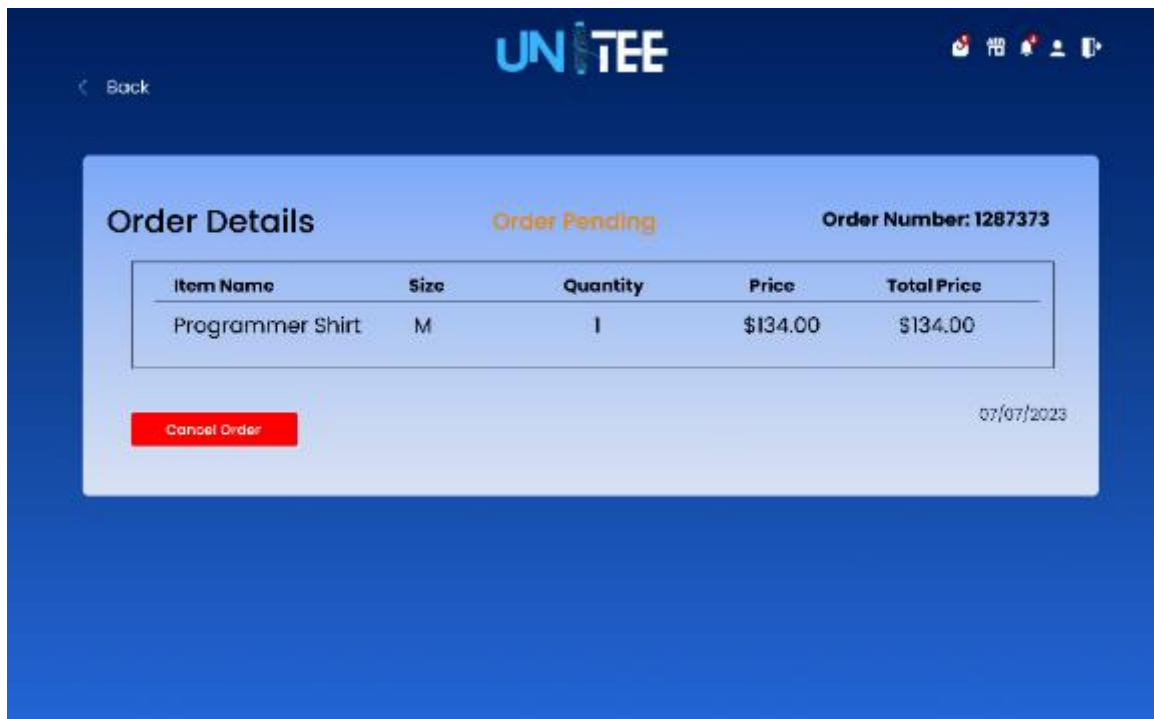 UNITEE
Back
Order Details Order Pending Order Number: 1287373
Item Name Size Quantity Price Total Price
Programmer Shirt M 1 $134.00 $134.00
07/07/2023
Cancel Order